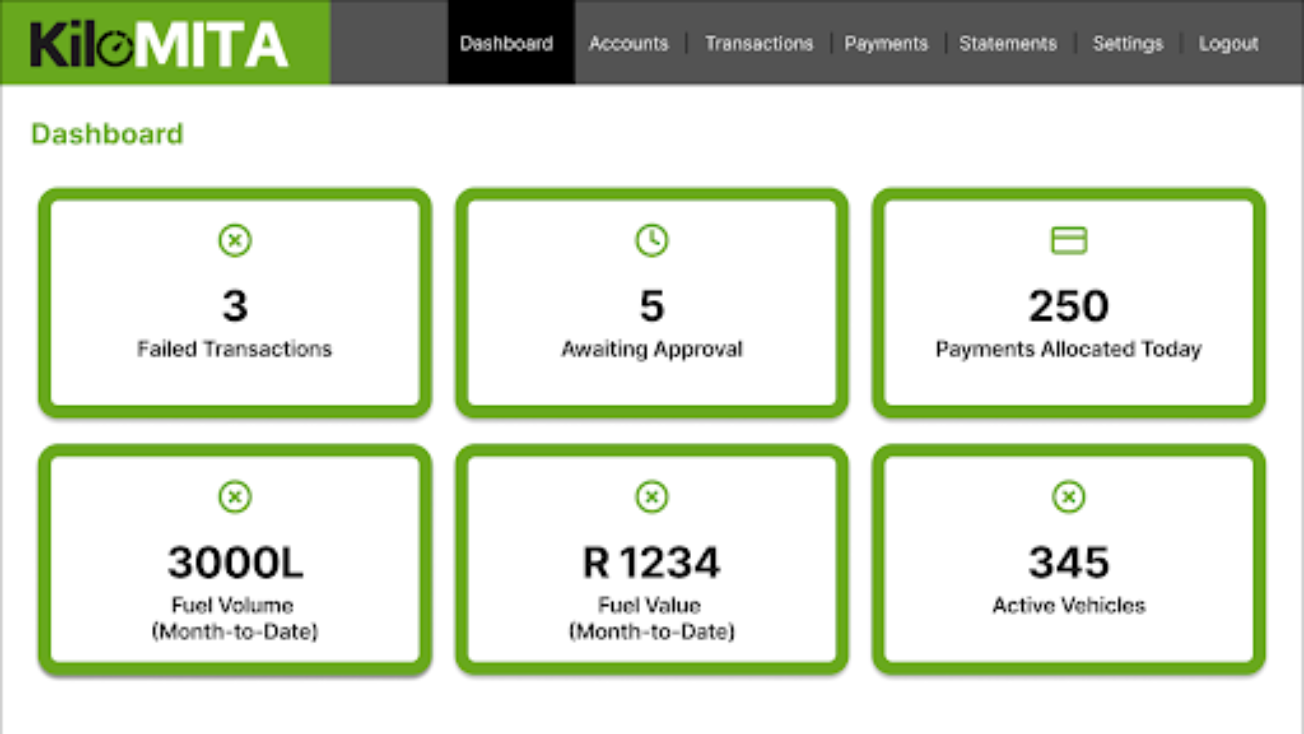 KiloMITA
Dashboard
Accounts
Transactions
Payments
Statements
Settings
Logout
Dashboard
3
Failed Transactions
5
Awaiting Approval
250
Payments Allocated Today
3000L
Fuel Volume
(Month-to-Date)
R 1234
Fuel Value
(Month-to-Date)
345
Active Vehicles